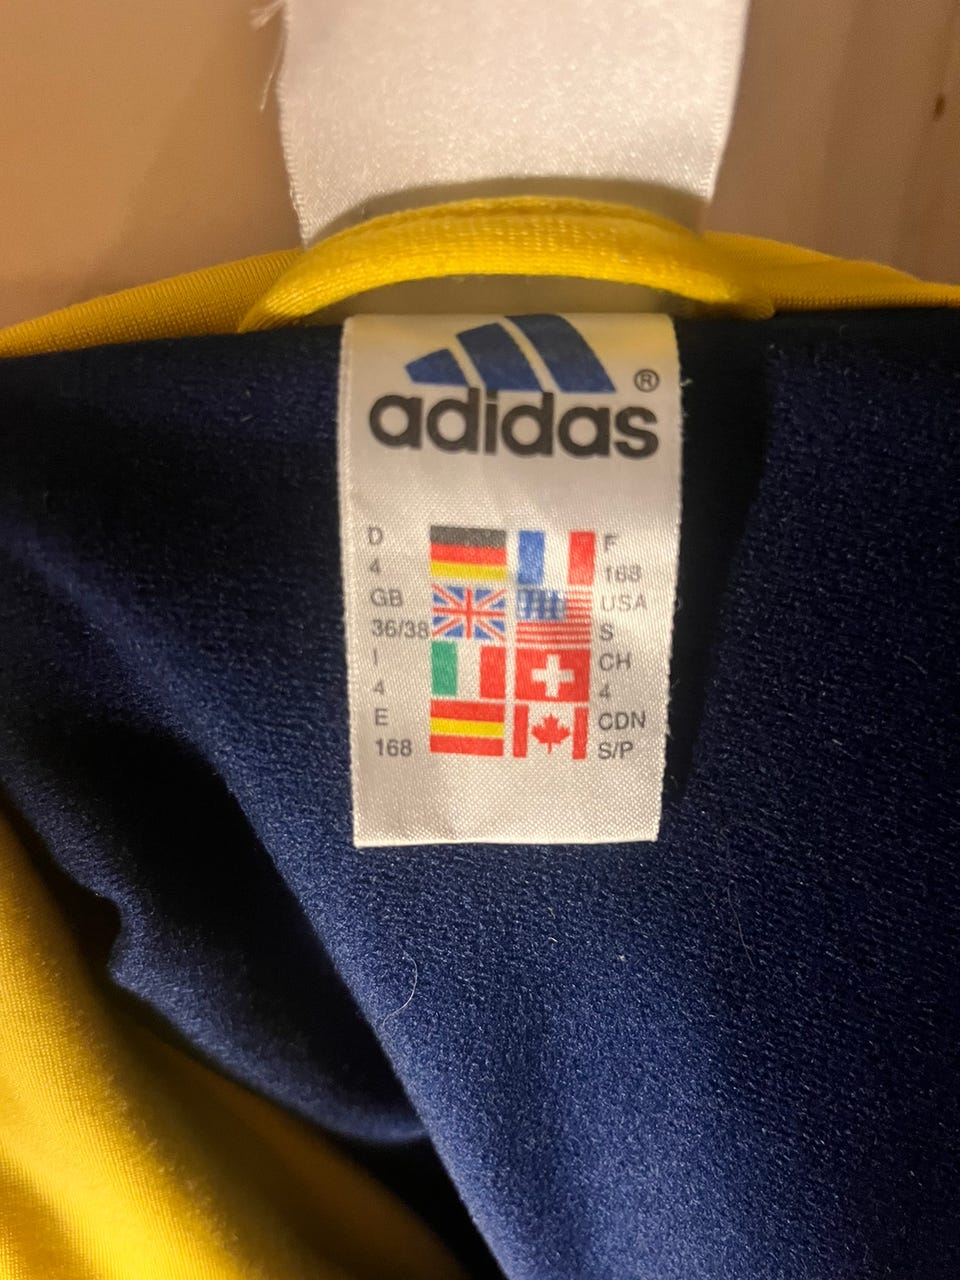 ®
adidas
D F
4 168
GB USA
36/38 S
I CH
4 4
E CDN
168 S/P